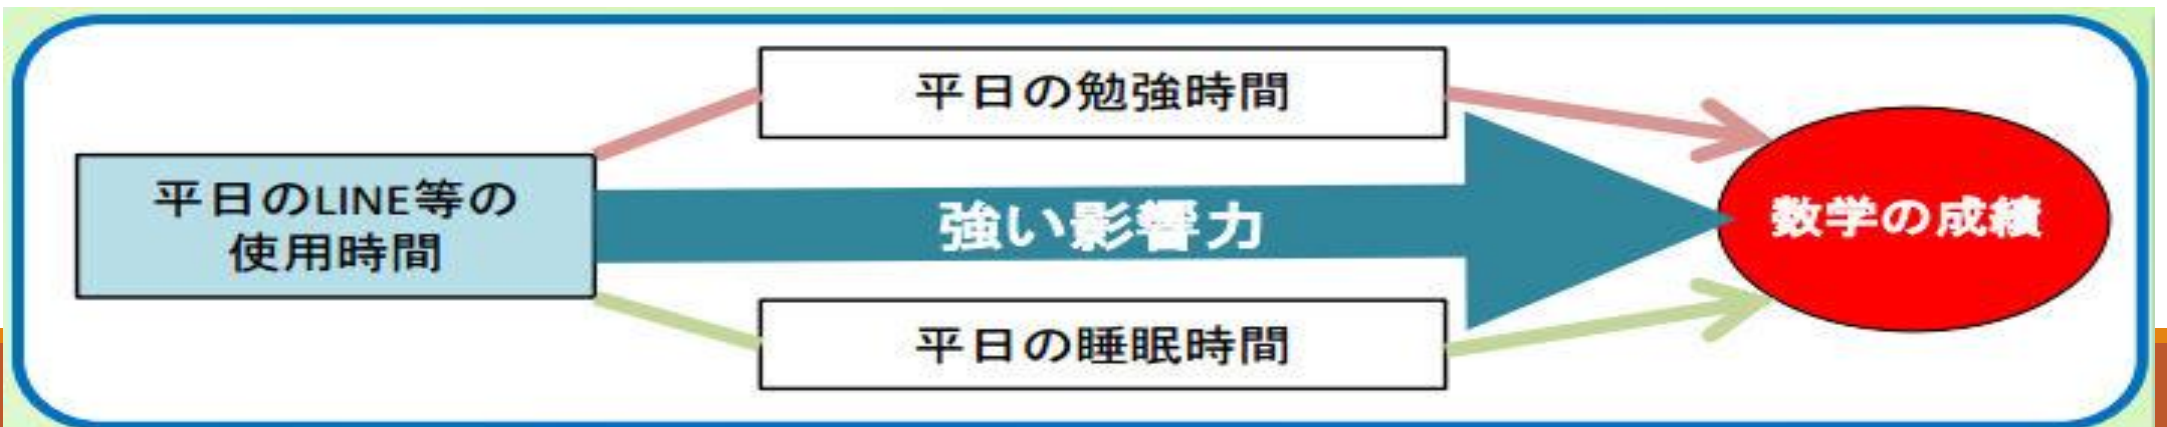 平日の勉強時間
平日のLINE等の
使用時間
強い影響力
数学の成績
平日の睡眠時間